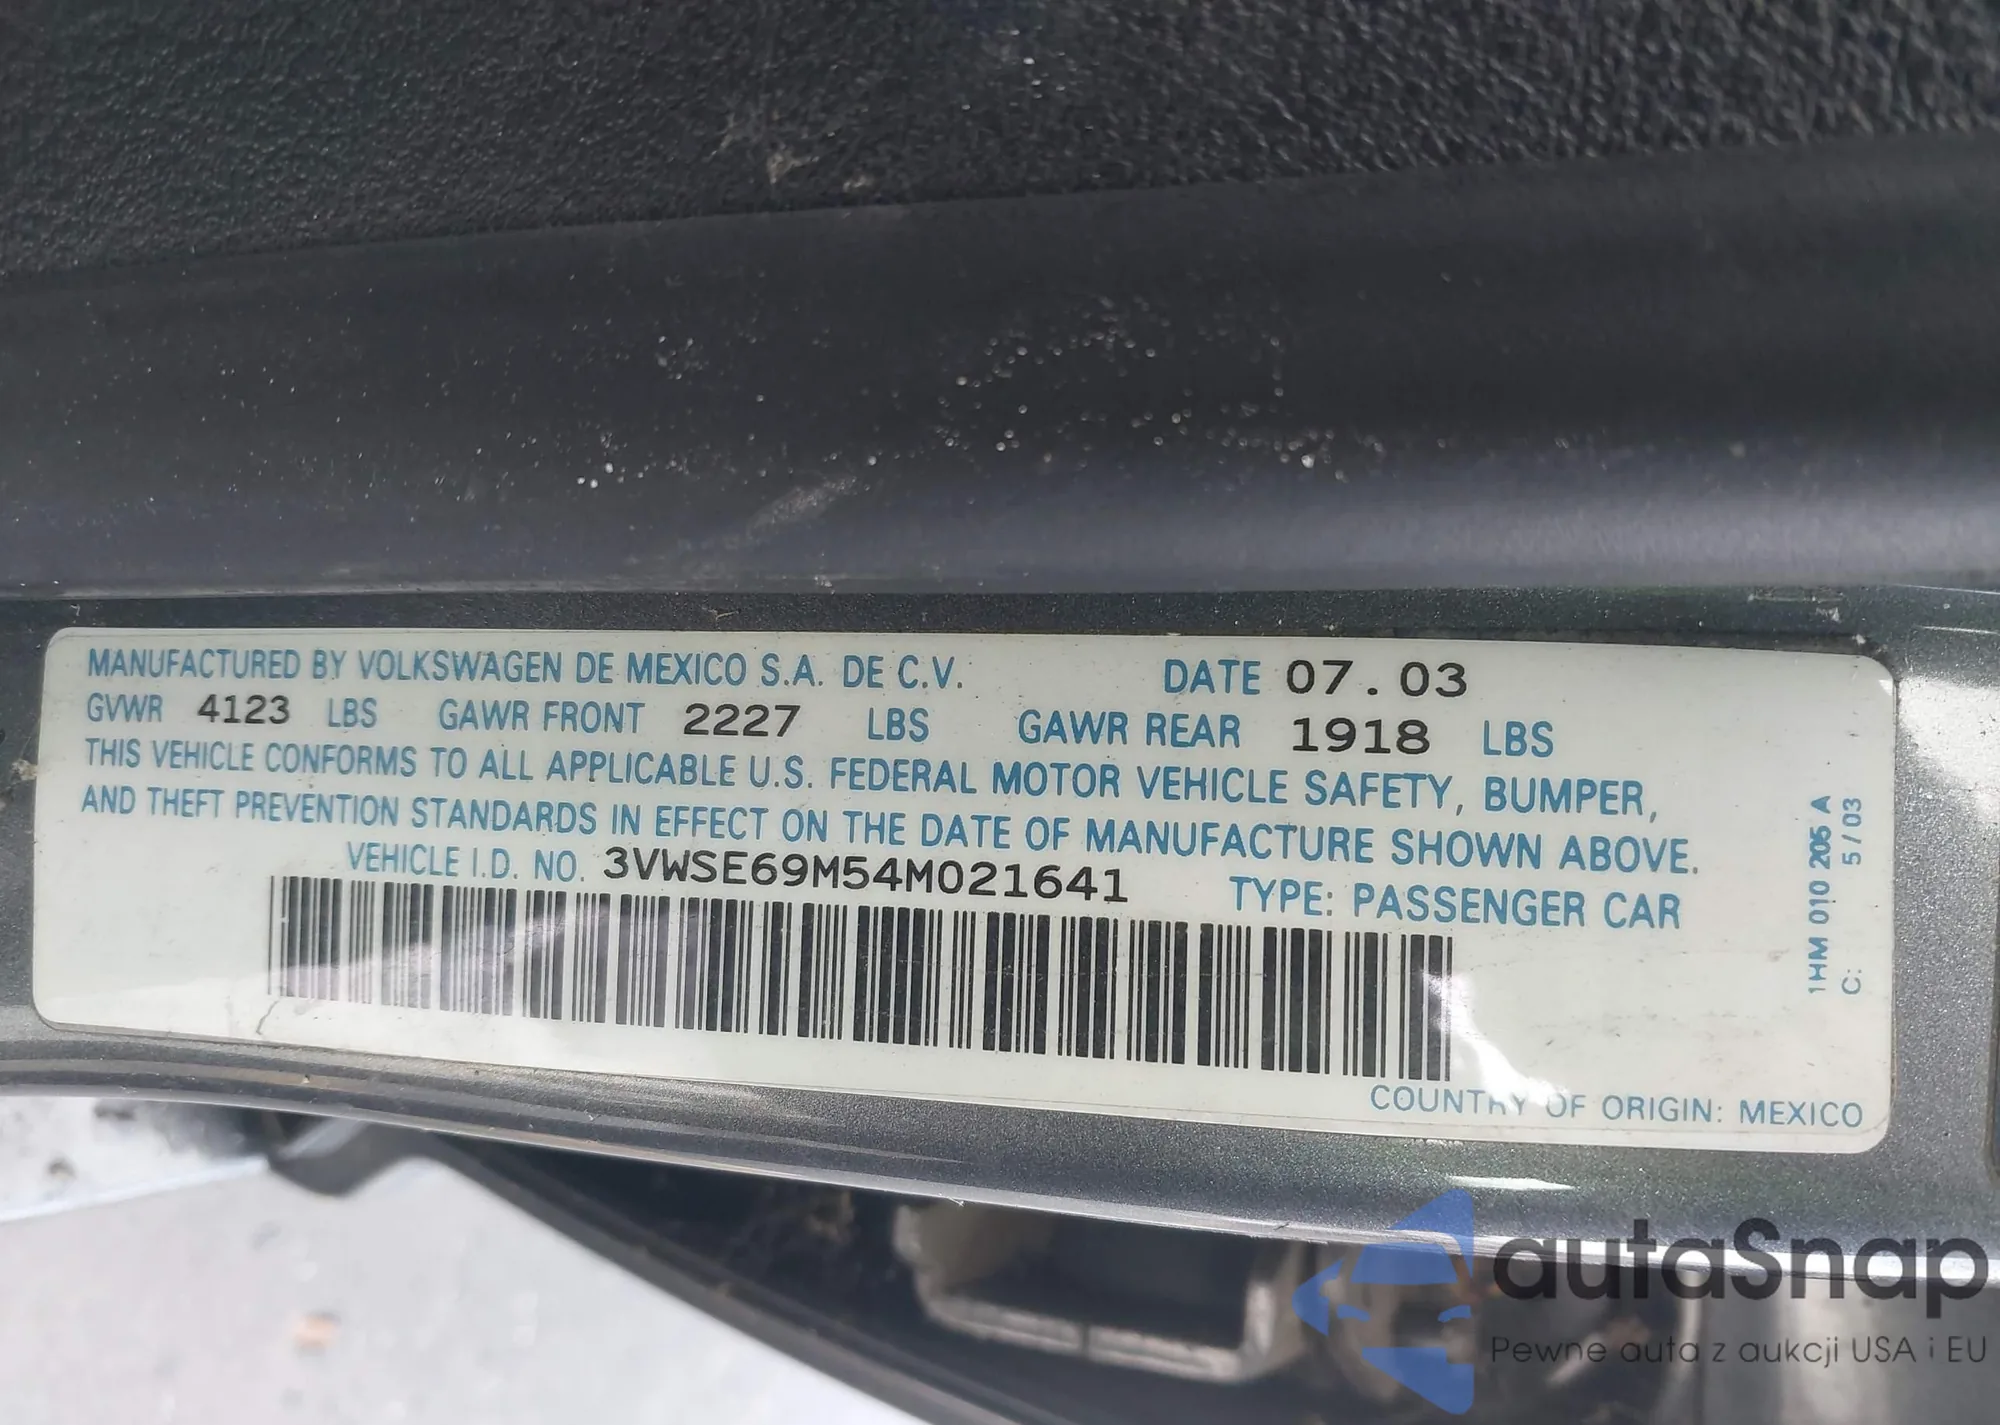 MANUFACTURED BY VOLKSWAGEN DE MEXICO S.A. DE C.V. DATE 07.03
GVWR 4123 LBS GAWR FRONT 2227 LBS GAWR REAR 1918 LBS
THIS VEHICLE CONFORMS TO ALL APPLICABLE U.S. FEDERAL MOTOR VEHICLE SAFETY, BUMPER,
AND THEFT PREVENTION STANDARDS IN EFFECT ON THE DATE OF MANUFACTURE SHOWN ABOVE.
VEHICLE I.D. NO. 3VWSE69M54M021641 TYPE: PASSENGER CAR
COUNTRY OF ORIGIN: MEXICO
1HM 010 205 A
C: 5/03
autaSnap
Pewne auta z aukcji USA i EU